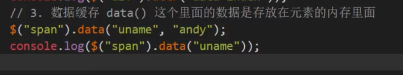 // 3. 数据缓存 data() 这个里面的数据是存放在元素的内存里面
$("span").data("uname", "andy");
console.log($("span").data("uname"));